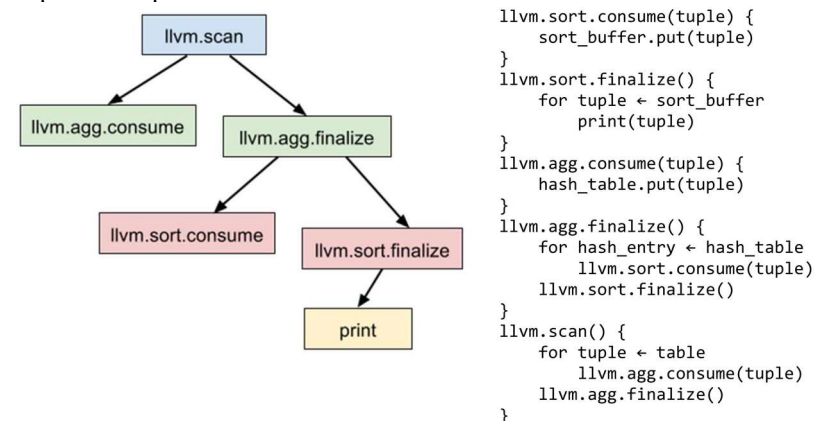 llvm.scan
llvm.agg.consume
llvm.agg.finalize
llvm.sort.consume
llvm.sort.finalize
print
llvm.sort.consume(tuple) {
    sort_buffer.put(tuple)
}
llvm.sort.finalize() {
    for tuple ← sort_buffer
        print(tuple)
}
llvm.agg.consume(tuple) {
    hash_table.put(tuple)
}
llvm.agg.finalize() {
    for hash_entry ← hash_table
        llvm.sort.consume(tuple)
    llvm.sort.finalize()
}
llvm.scan() {
    for tuple ← table
        llvm.agg.consume(tuple)
    llvm.agg.finalize()
}